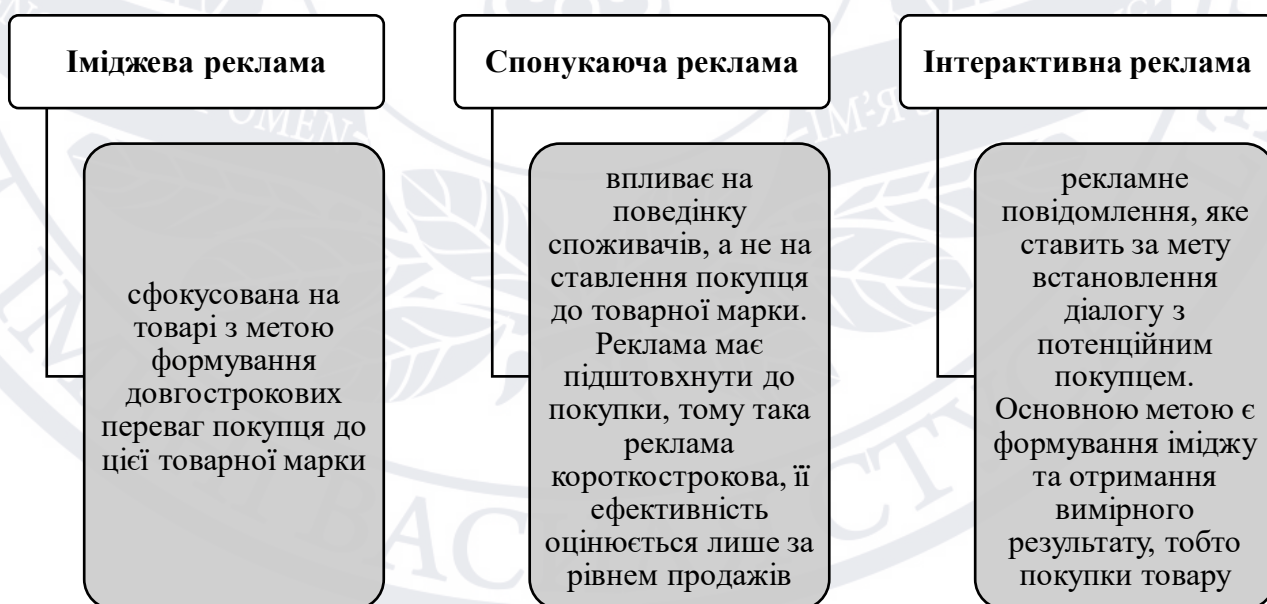 Іміджева реклама
сфокусована на
товарі з метою
формування
довгострокових
переваг покупця до
цієї товарної марки
Спонукаюча реклама
впливає на
поведінку
споживачів, а не на
ставлення покупця
до товарної марки.
Реклама має
підштовхнути до
покупки, тому така
реклама
короткострокова, її
ефективність
оцінюється лише за
рівнем продажів
Інтерактивна реклама
рекламне
повідомлення, яке
ставить за мету
встановлення
діалогу з
потенційним
покупцем.
Основною метою є
формування іміджу
та отримання
вимірного
результату, тобто
покупки товару